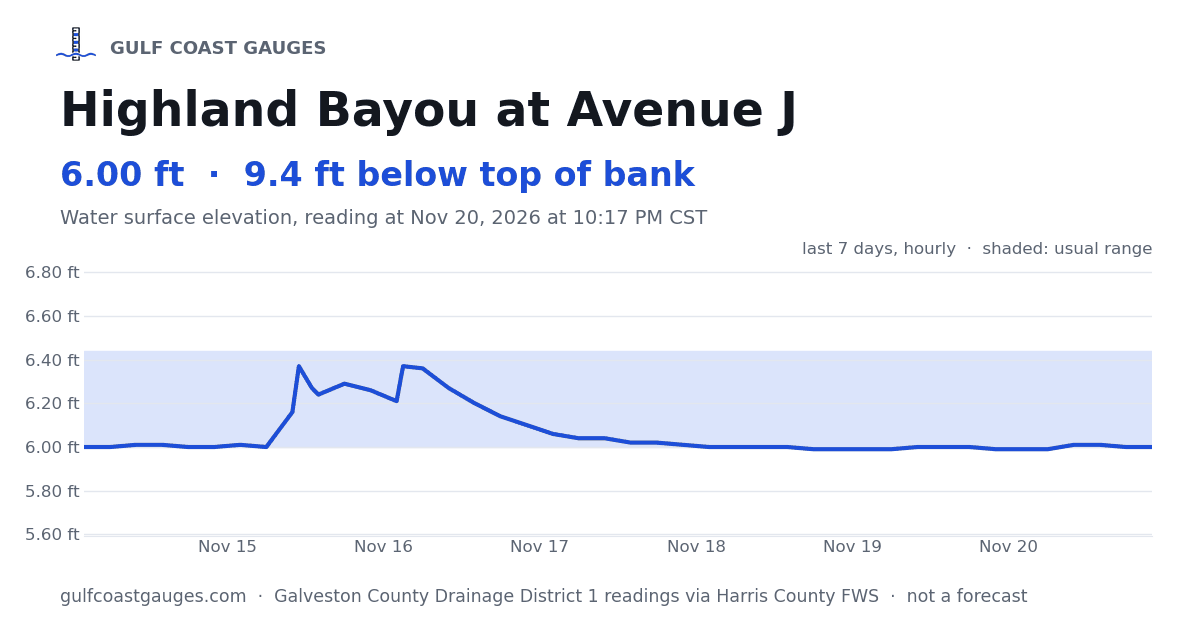 GULF COAST GAUGES
Highland Bayou at Avenue J
6.00 ft · 9.4 ft below top of bank
Water surface elevation, reading at Nov 20, 2026 at 10:17 PM CST
last 7 days, hourly · shaded: usual range
6.80 ft
6.60 ft
6.40 ft
6.20 ft
6.00 ft
5.80 ft
5.60 ft
Nov 15 Nov 16 Nov 17 Nov 18 Nov 19 Nov 20
gulfcoastgauges.com · Galveston County Drainage District 1 readings via Harris County FWS · not a forecast